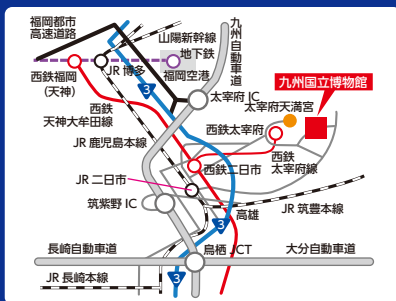 福岡都市
高速道路
山陽新幹線
九州自動車道
地下鉄
JR 博多
福岡空港
西鉄福岡
(天神)
3
太宰府 IC
九州国立博物館
太宰府天満宮
西鉄
天神大牟田線
西鉄太宰府
JR 鹿児島本線
西鉄
太宰府線
西鉄二日市
JR 二日市
筑紫野 IC
高雄
JR 筑豊本線
3
長崎自動車道
鳥栖 JCT
大分自動車道
JR 長崎本線
3